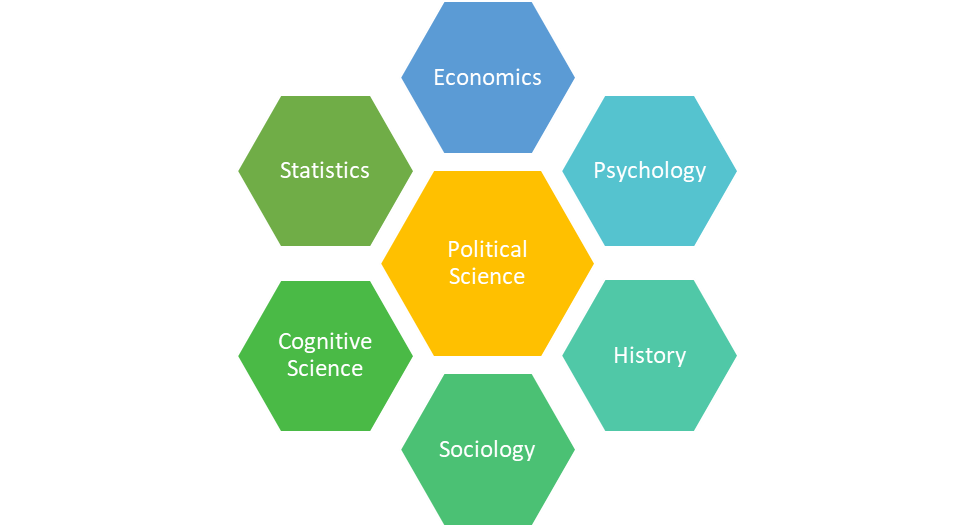 Economics
Statistics
Psychology
Political
Science
Cognitive
Science
History
Sociology